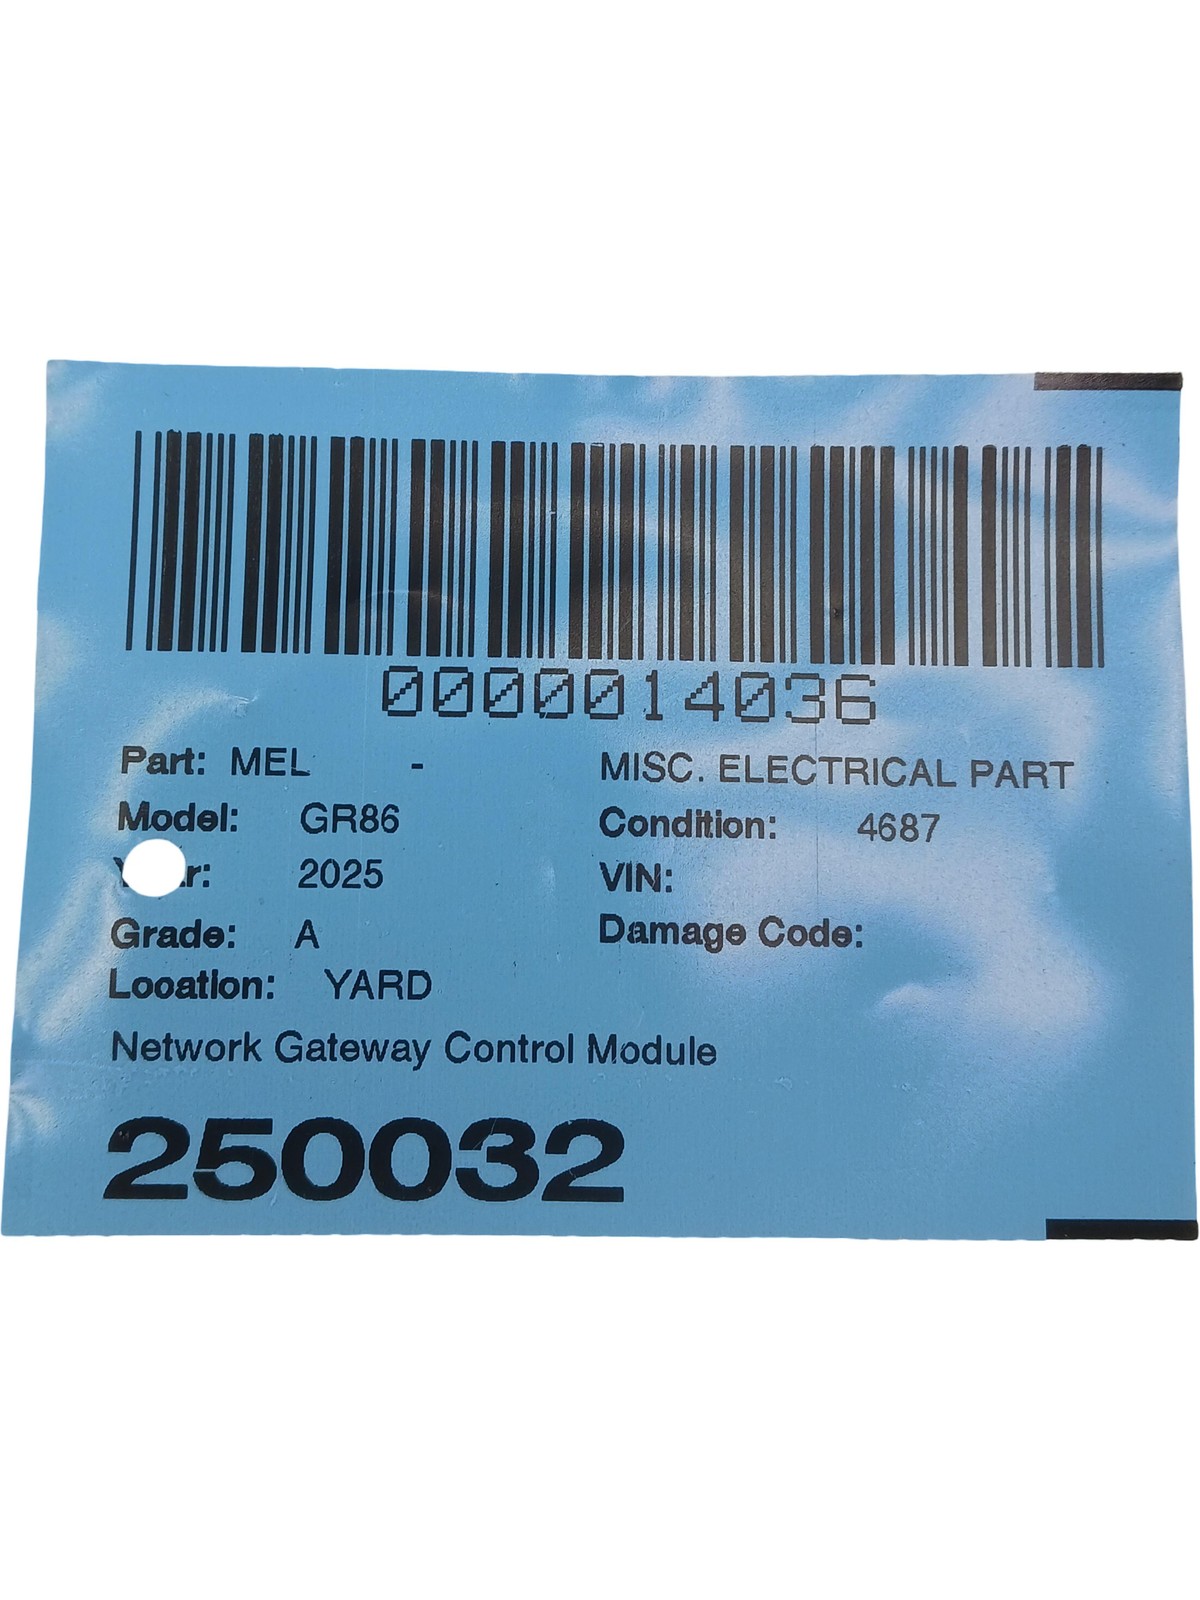 0000014036
Part: MEL - MISC. ELECTRICAL PART
Model: GR86 Condition: 4687
2025 VIN:
Grade: A Damage Code:
Location: YARD
Network Gateway Control Module
250032